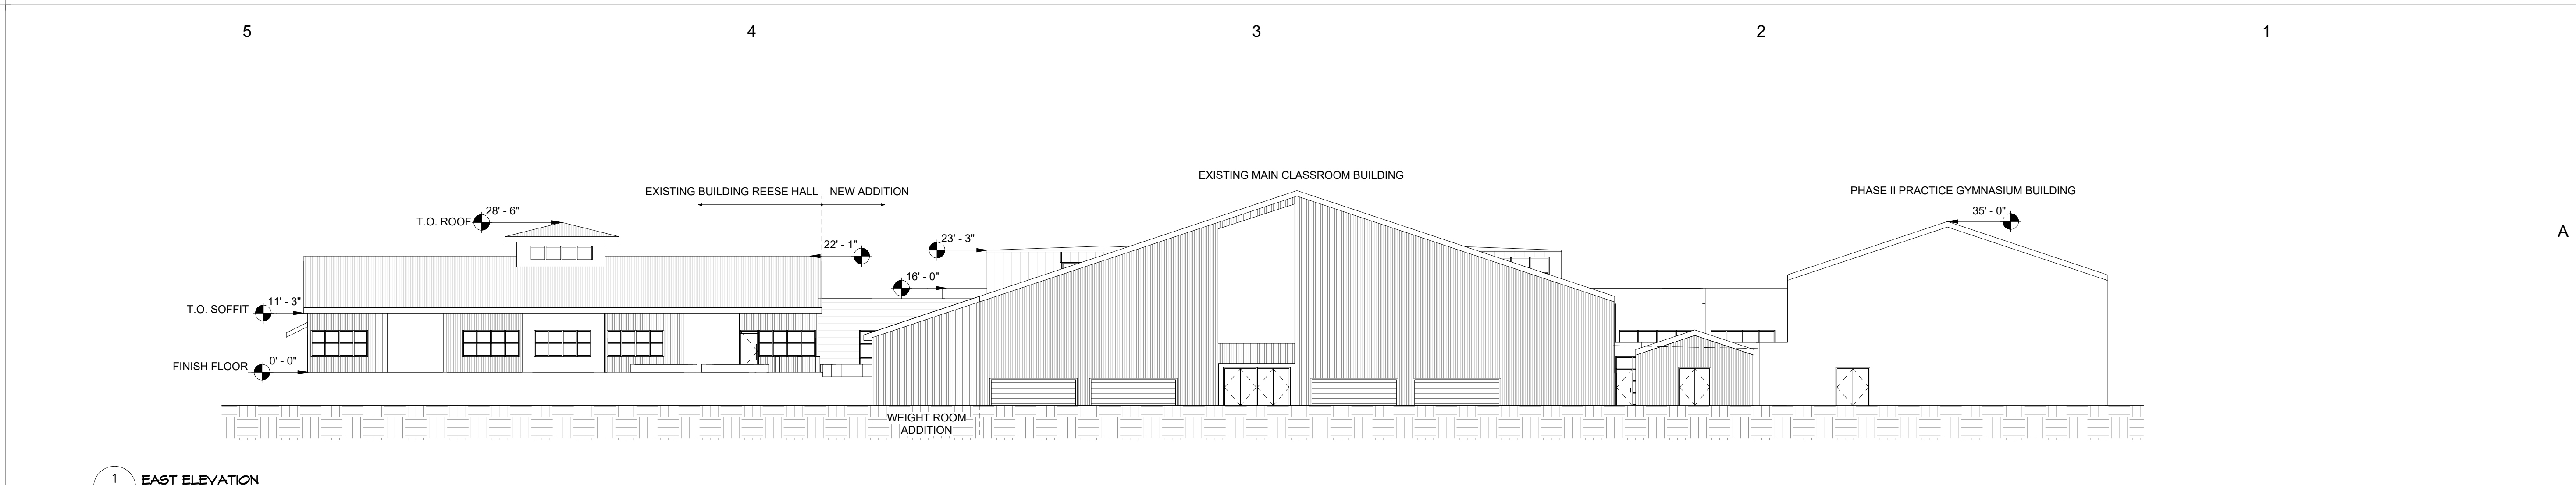 5 4 3 2 1
EXISTING MAIN CLASSROOM BUILDING
EXISTING BUILDING REESE HALL NEW ADDITION
PHASE II PRACTICE GYMNASIUM BUILDING
28' - 6"
T.O. ROOF
35' - 0"
A
22' - 1"
23' - 3"
16' - 0"
11' - 3"
T.O. SOFFIT
0' - 0"
FINISH FLOOR
WEIGHT ROOM
ADDITION
1 EAST ELEVATION